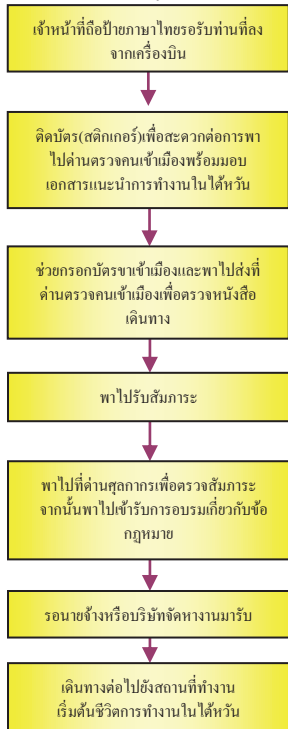 เจ้าหน้าที่ถือป้ายภาษาไทยรอรับท่านที่ลง
จากเครื่องบิน
ติดบัตร(สติกเกอร์)เพื่อสะดวกต่อการพา
ไปด่านตรวจคนเข้าเมืองพร้อมมอบ
เอกสารแนะนำการทำงานในไต้หวัน
ช่วยกรอกบัตรขาเข้าเมืองและพาไปส่งที่
ด่านตรวจคนเข้าเมืองเพื่อตรวจหนังสือ
เดินทาง
พาไปรับสัมภาระ
พาไปที่ด่านศุลกากรเพื่อตรวจสัมภาระ
จากนั้นพาไปเข้ารับการอบรมเกี่ยวกับข้อ
กฎหมาย
รอนายจ้างหรือบริษัทจัดหางานมารับ
เดินทางต่อไปยังสถานที่ทำงาน
เริ่มต้นชีวิตการทำงานในไต้หวัน